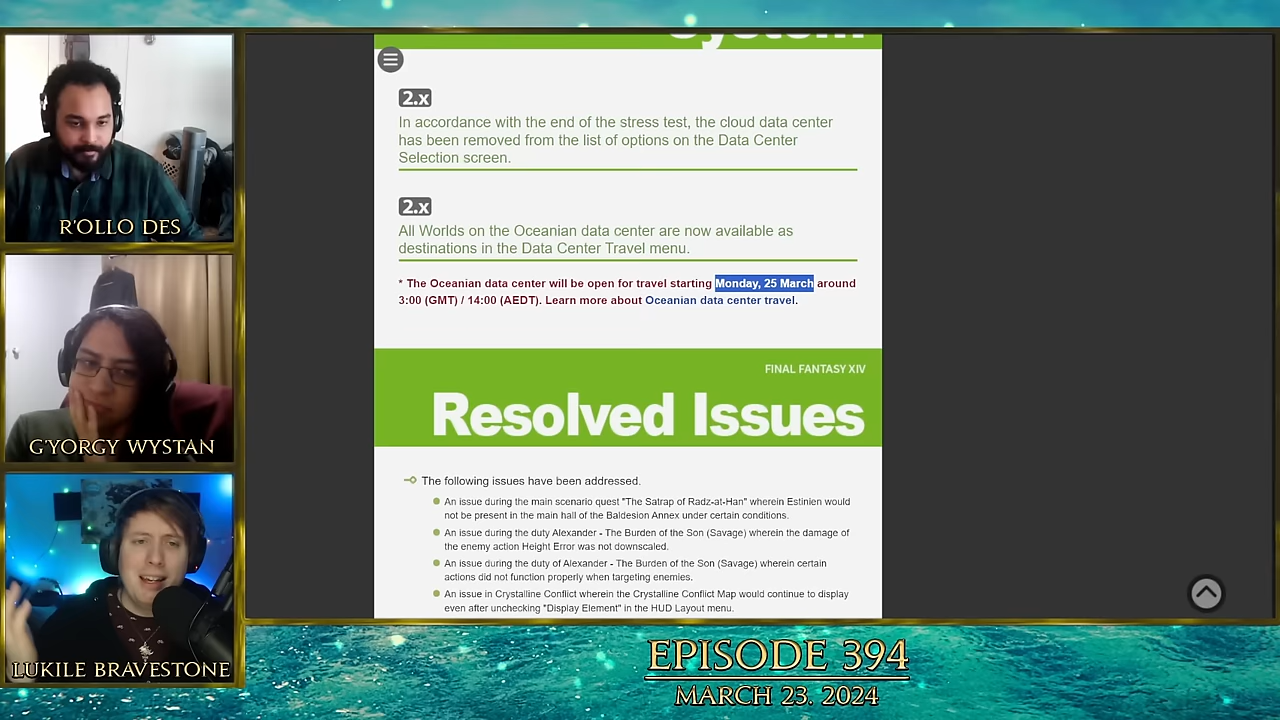 R'OLLO DES
G'YORGY WYSTAN
LUKILE BRAVESTONE
System
2.x
In accordance with the end of the stress test, the cloud data center
has been removed from the list of options on the Data Center
Selection screen.
2.x
All Worlds on the Oceanian data center are now available as
destinations in the Data Center Travel menu.
* The Oceanian data center will be open for travel starting Monday, 25 March around
3:00 (GMT) / 14:00 (AEDT). Learn more about Oceanian data center travel.
FINAL FANTASY XIV
Resolved Issues
The following issues have been addressed.
An issue during the main scenario quest "The Satrap of Radz-at-Han" wherein Estinien would
not be present in the main hall of the Baldesion Annex under certain conditions.
An issue during the duty Alexander - The Burden of the Son (Savage) wherein the damage of
the enemy action Height Error was not downscaled.
An issue during the duty of Alexander - The Burden of the Son (Savage) wherein certain
actions did not function properly when targeting enemies.
An issue in Crystalline Conflict wherein the Crystalline Conflict Map would continue to display
even after unchecking "Display Element" in the HUD Layout menu.
EPISODE 394
MARCH 23. 2024